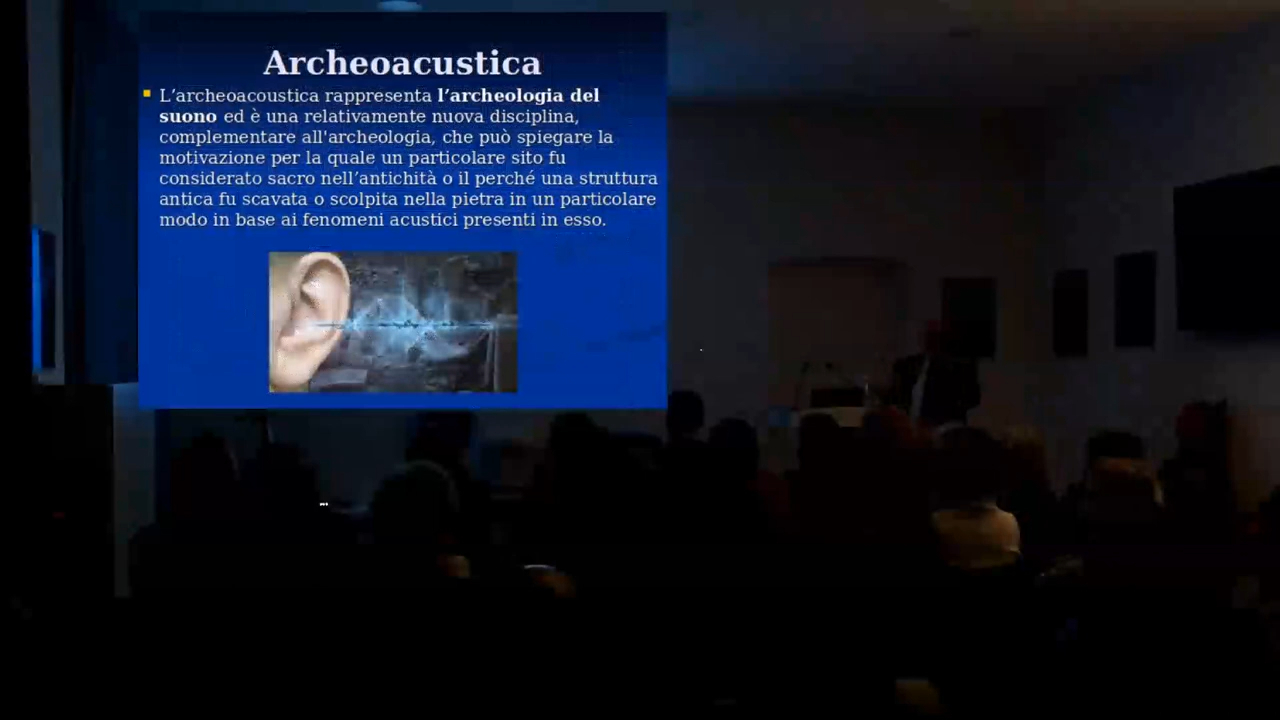 Archeoacustica
L’archeoacoustica rappresenta l’archeologia del
suono ed è una relativamente nuova disciplina,
complementare all'archeologia, che può spiegare la
motivazione per la quale un particolare sito fu
considerato sacro nell’antichità o il perché una struttura
antica fu scavata o scolpita nella pietra in un particolare
modo in base ai fenomeni acustici presenti in esso.